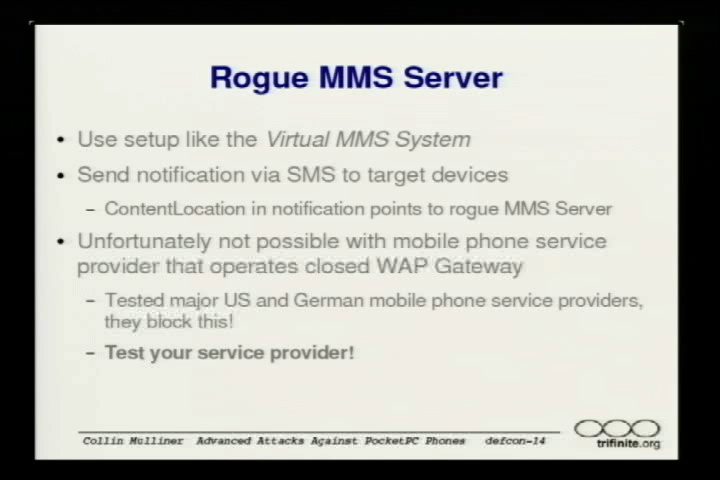 Rogue MMS Server
• Use setup like the Virtual MMS System
• Send notification via SMS to target devices
– ContentLocation in notification points to rogue MMS Server
• Unfortunately not possible with mobile phone service
provider that operates closed WAP Gateway
– Tested major US and German mobile phone service providers,
they block this!
– Test your service provider!
Collin Mulliner Advanced Attacks Against PocketPC Phones defcon-14
trifinite.org